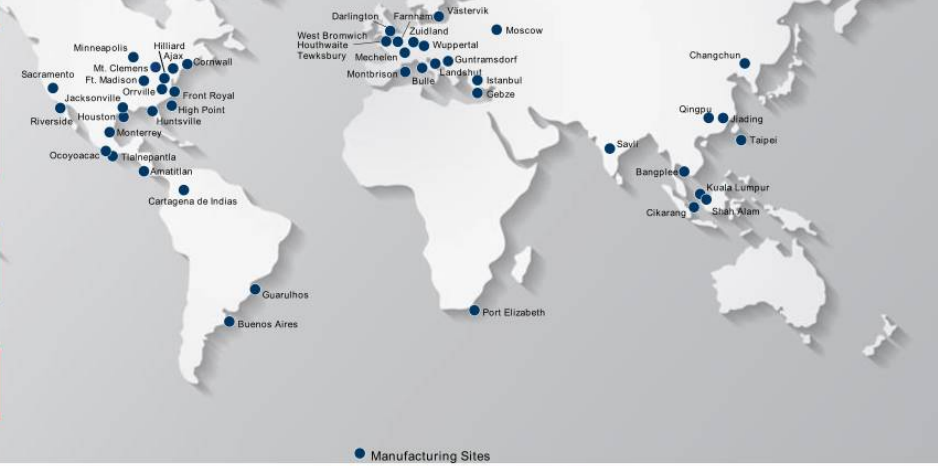 Darlington
Farnham
Västervik
West Bromwich
Houthwaite
Tewksbury
Zuidland
Moscow
Mechelen
Wuppertal
Guntramsdorf
Montbrison
Bulle
Landshut
Istanbul
Gebze
Minneapolis
Hilliard
Ajax
Cornwall
Mt. Clemens
Ft. Madison
Sacramento
Orrville
Front Royal
Jacksonville
High Point
Riverside
Houston
Huntsville
Monterrey
Ocoyoacac
Tlalnepantla
Amatitlan
Cartagena de Indias
Guarulhos
Buenos Aires
Port Elizabeth
Changchun
Qingpu
Jiading
Taipei
Savli
Bangplee
Kuala Lumpur
Cikarang
Shah Alam
Manufacturing Sites